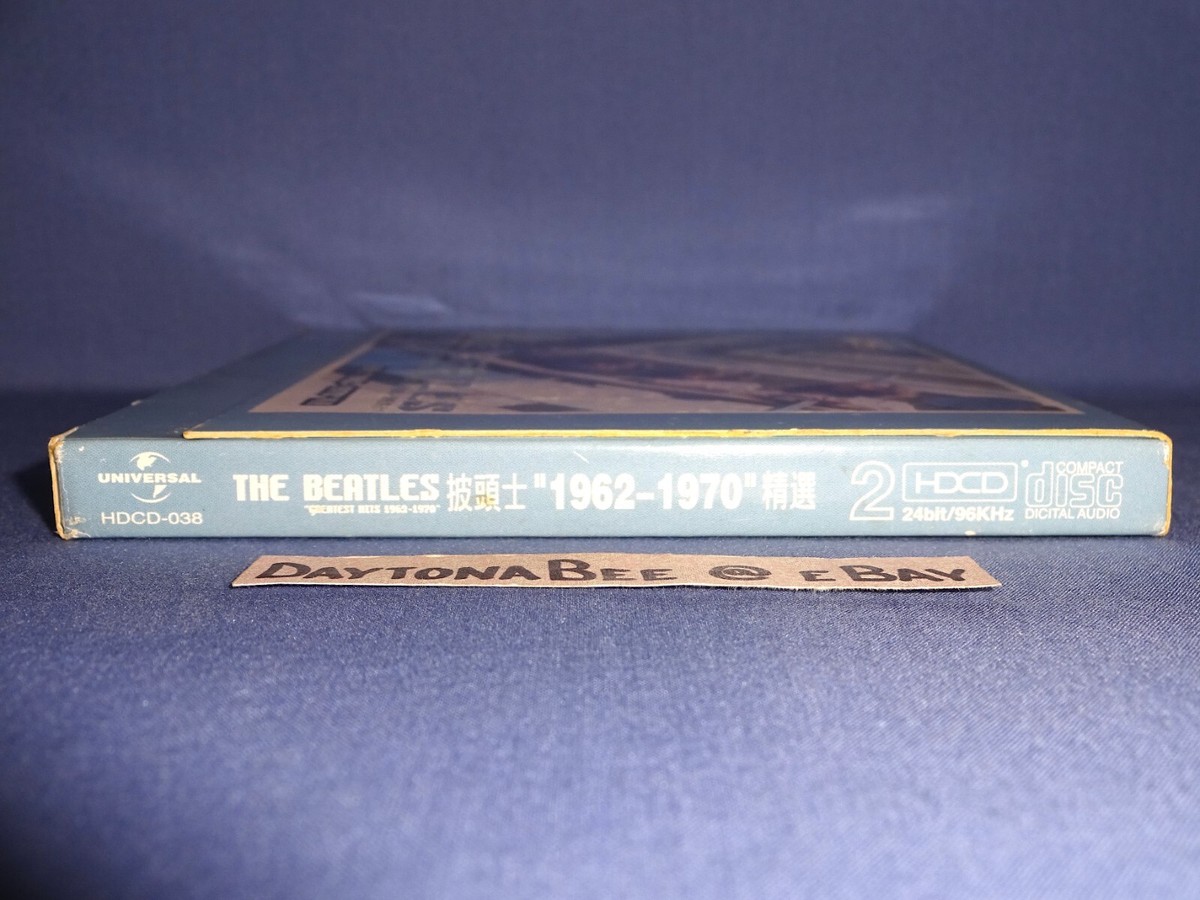 UNIVERSAL
HDCD-038
THE BEATLES 披頭士 "1962-1970" 精選
"GREATEST HITS 1962-1970"
2 HDCD
24bit/96KHz
COMPACT
disc
DIGITAL AUDIO
DAYTONABEE @ EBAY